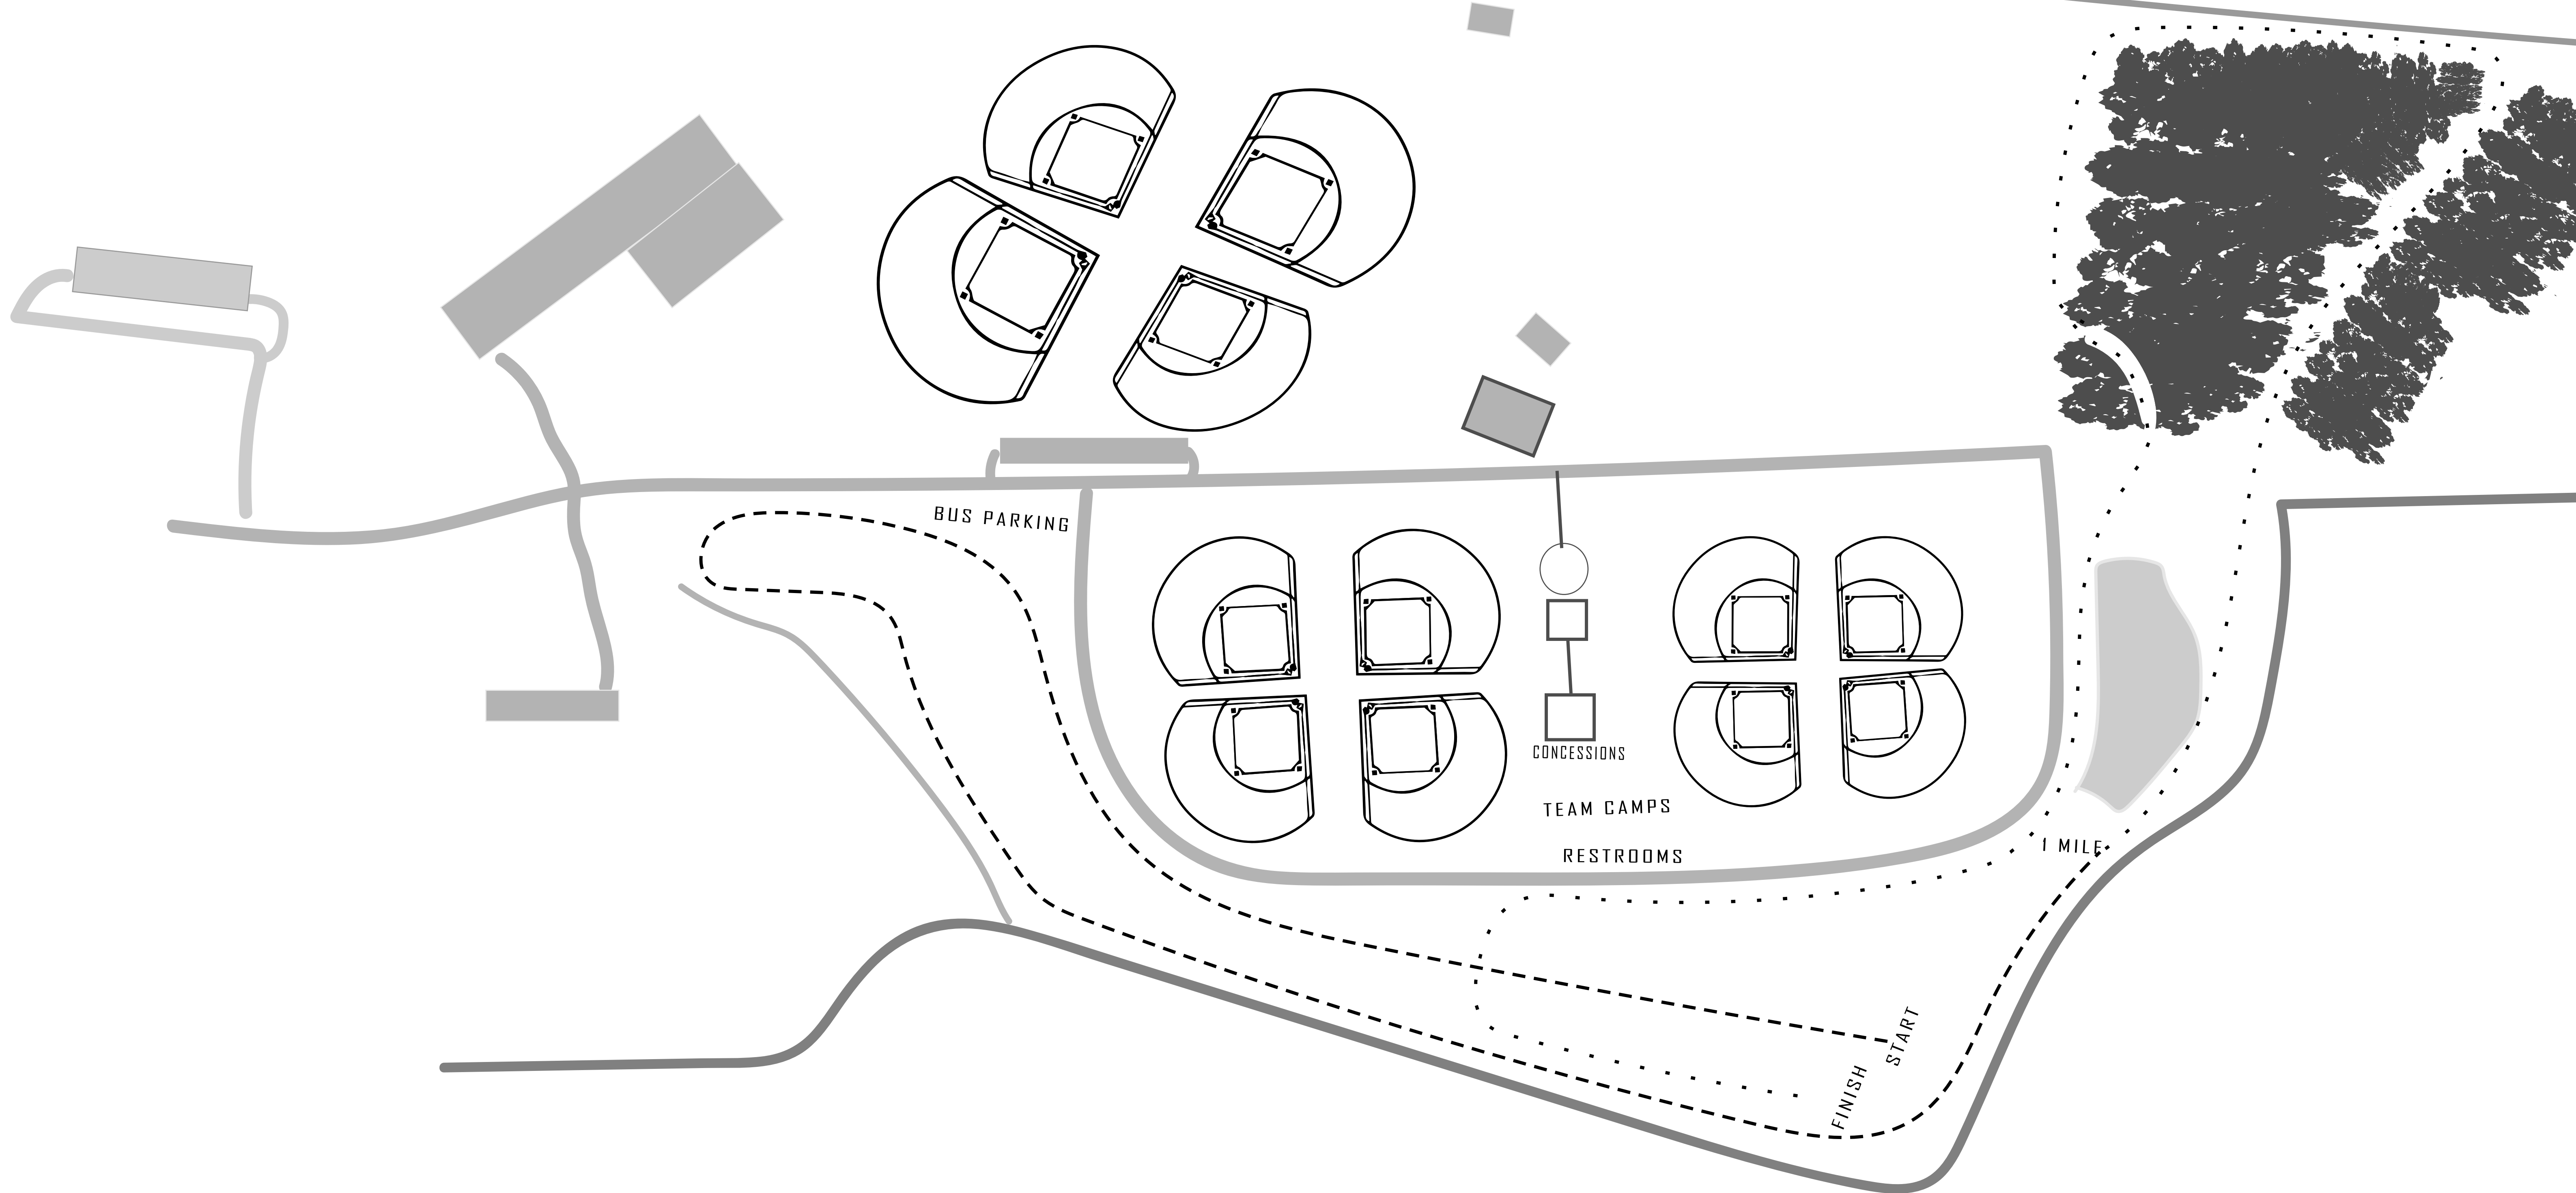 BUS PARKING
CONCESSIONS
TEAM CAMPS
RESTROOMS
1 MILE
START
FINISH